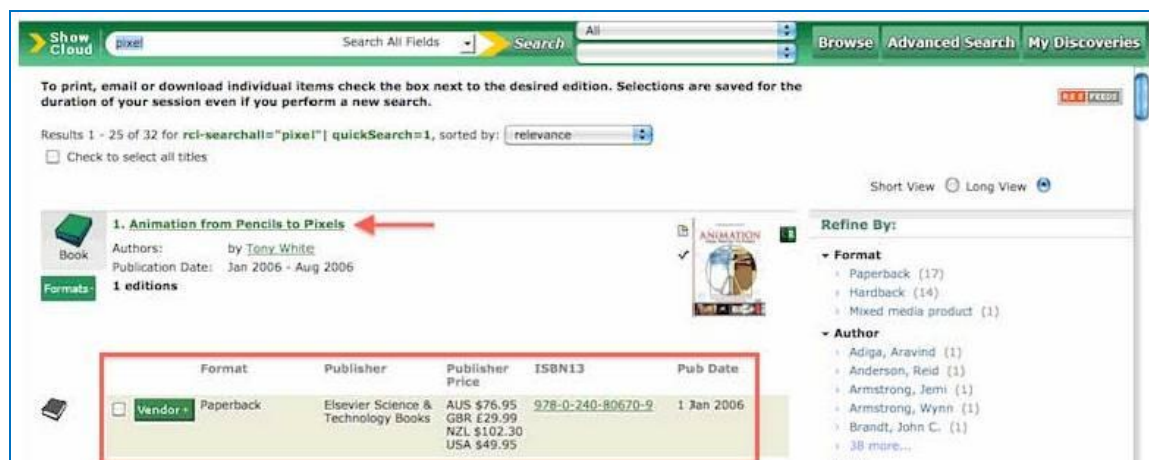 Show Cloud
pixel
Search All Fields
Search
All
Browse
Advanced Search
My Discoveries
To print, email or download individual items check the box next to the desired edition. Selections are saved for the
duration of your session even if you perform a new search.
RSS FEEDS
Results 1 - 25 of 32 for rcl-searchall="pixel"| quickSearch=1, sorted by: relevance
Check to select all titles
Short View Long View
Book
1. Animation from Pencils to Pixels
Authors: by Tony White
Publication Date: Jan 2006 - Aug 2006
Formats
1 editions
ANIMATION
Format Publisher Publisher Price ISBN13 Pub Date
Vendor+ Paperback Elsevier Science & AUS $76.95 978-0-240-80670-9 1 Jan 2006
Technology Books GBR £29.99
NZL $102.30
USA $49.95
Refine By:
Format
Paperback (17)
Hardback (14)
Mixed media product (1)
Author
Adiga, Aravind (1)
Anderson, Reid (1)
Armstrong, Jemi (1)
Armstrong, Wynn (1)
Brandt, John C. (1)
38 more...